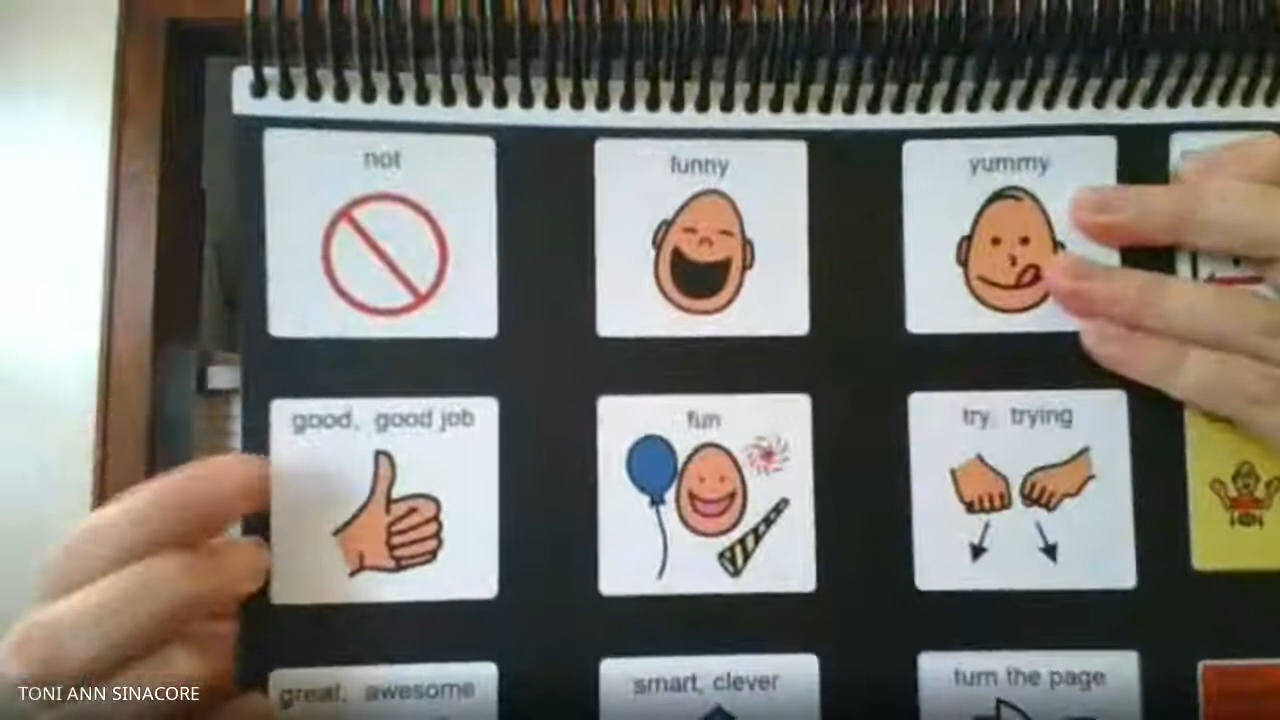 not
funny
yummy
good, good job
fun
try, trying
great, awesome
smart, clever
turn the page
TONI ANN SINACORE